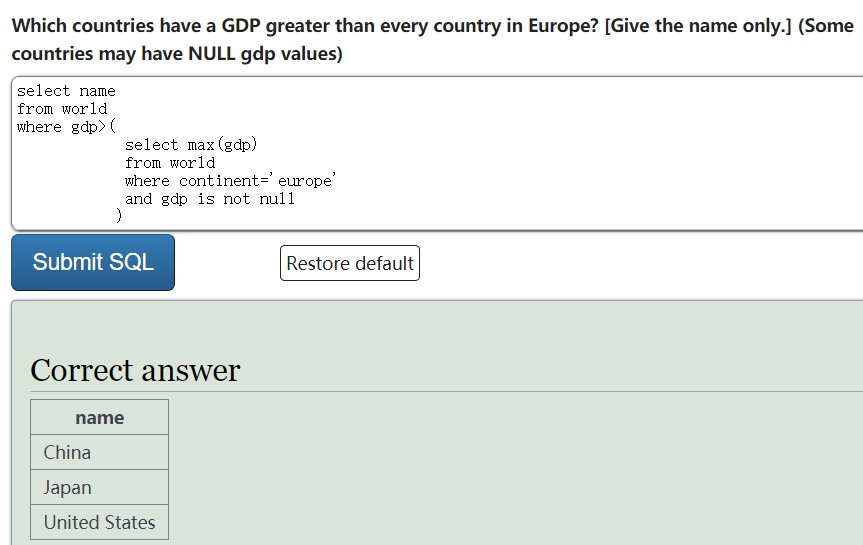 Which countries have a GDP greater than every country in Europe? [Give the name only.] (Some
countries may have NULL gdp values)
select name
from world
where gdp>(
select max(gdp)
from world
where continent='europe'
and gdp is not null
)
Submit SQL
Restore default
Correct answer
name
China
Japan
United States